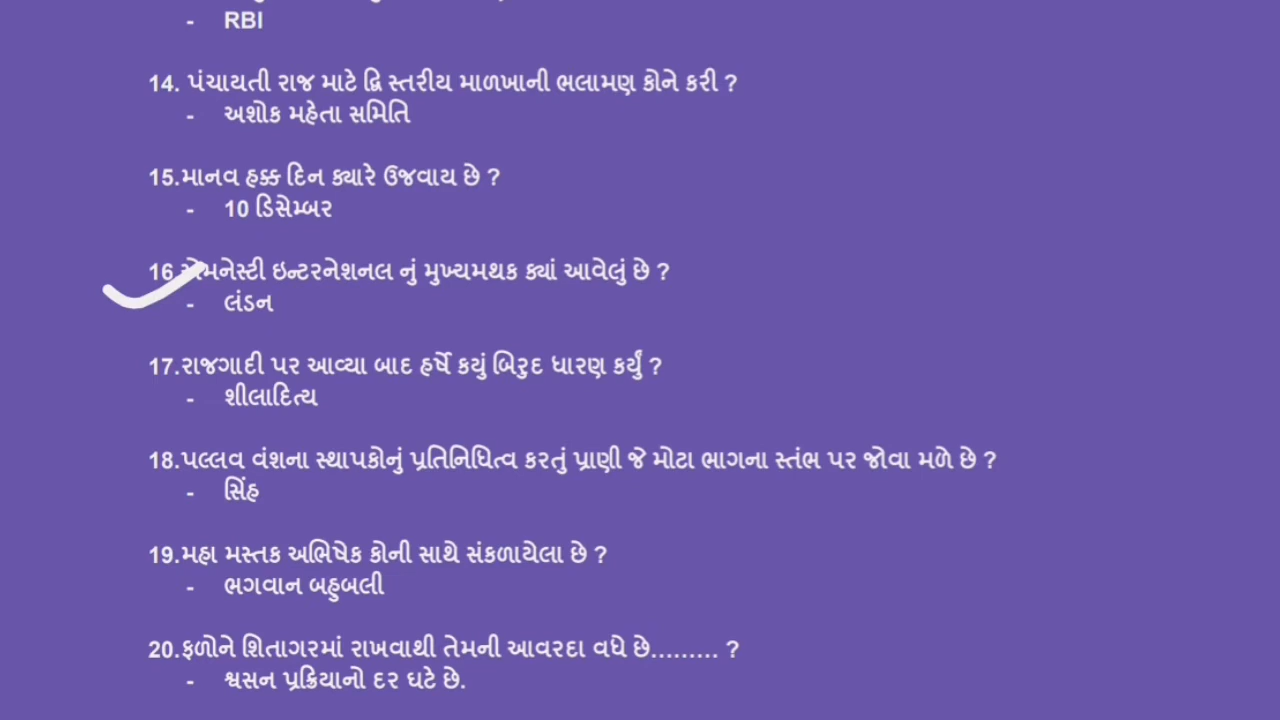 - RBI
14. પંચાયતી રાજ માટે દ્વિ સ્તરીય માળખાની ભલામણ કોને કરી ?
- અશોક મહેતા સમિતિ
15.માનવ હક્ક દિન ક્યારે ઉજવાય છે ?
- 10 ડિસેમ્બર
16.એમનેસ્ટી ઇન્ટરનેશનલ નું મુખ્યમથક ક્યાં આવેલું છે ?
- લંડન
17.રાજગાદી પર આવ્યા બાદ હર્ષે કયું બિરુદ ધારણ કર્યું ?
- શીલાદિત્ય
18.પલ્લવ વંશના સ્થાપકોનું પ્રતિનિધિત્વ કરતું પ્રાણી જે મોટા ભાગના સ્તંભ પર જોવા મળે છે ?
- સિંહ
19.મહા મસ્તક અભિષેક કોની સાથે સંકળાયેલા છે ?
- ભગવાન બહુબલી
20.ફળોને શિતાગરમાં રાખવાથી તેમની આવરદા વધે છે......... ?
- શ્વસન પ્રક્રિયાનો દર ઘટે છે.